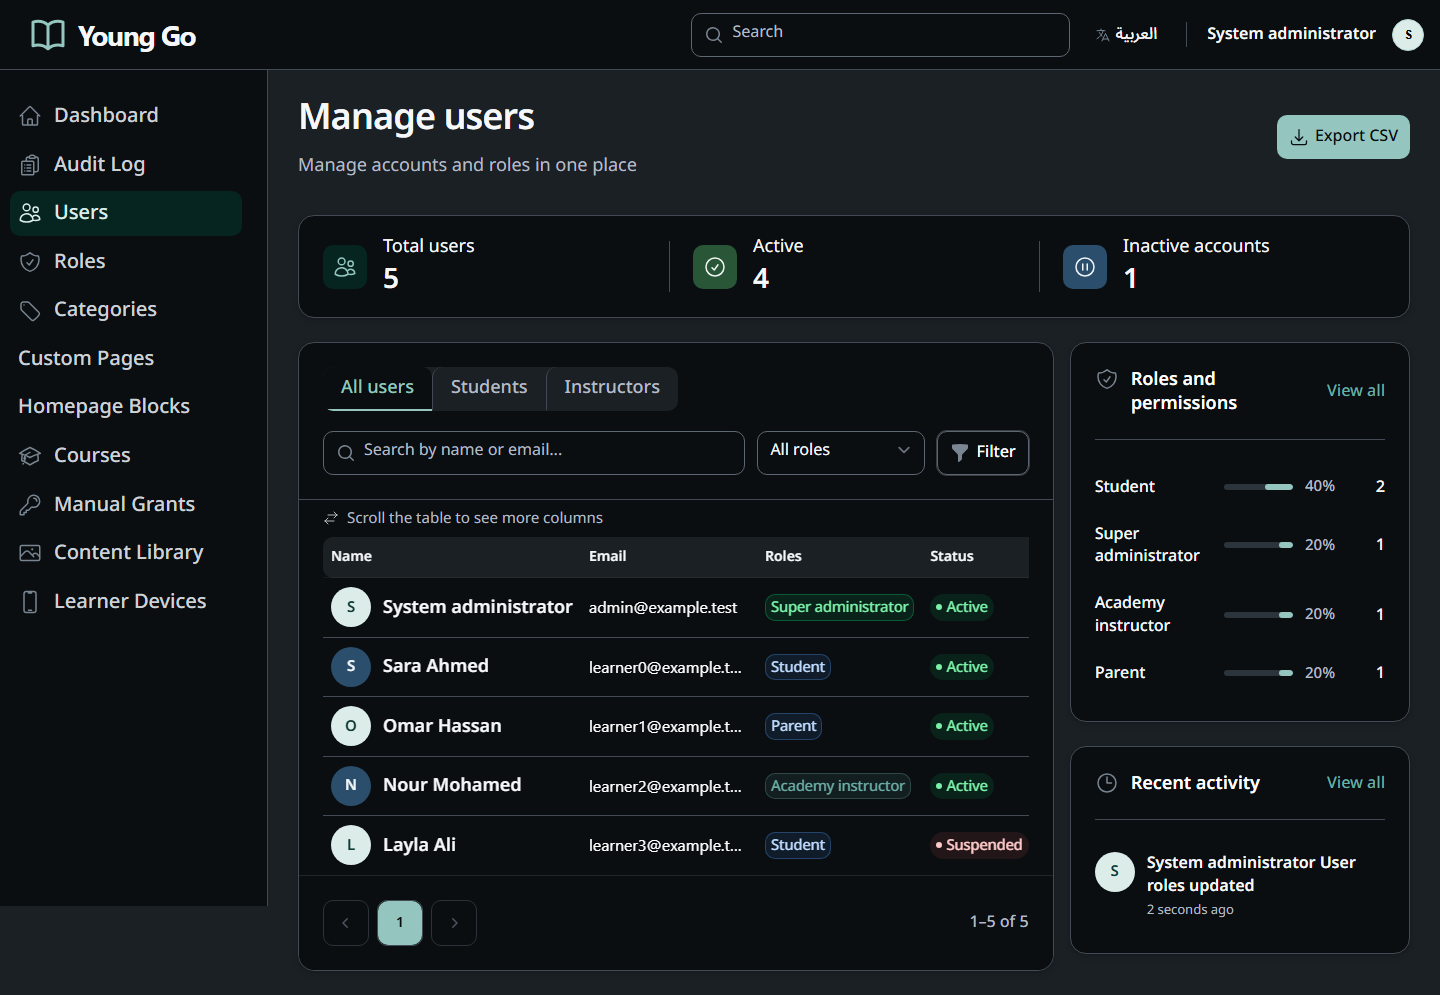 Young Go
Search
العربية
System administrator
S
Dashboard
Audit Log
Users
Roles
Categories
Custom Pages
Homepage Blocks
Courses
Manual Grants
Content Library
Learner Devices
Manage users
Manage accounts and roles in one place
Export CSV
Total users
5
Active
4
Inactive accounts
1
All users Students Instructors
Search by name or email...
All roles
Filter
Scroll the table to see more columns
Name Email Roles Status
S System administrator admin@example.test Super administrator Active
S Sara Ahmed learner0@example.t... Student Active
O Omar Hassan learner1@example.t... Parent Active
N Nour Mohamed learner2@example.t... Academy instructor Active
L Layla Ali learner3@example.t... Student Suspended
1
1–5 of 5
Roles and
permissions
View all
Student 40% 2
Super
administrator 20% 1
Academy
instructor 20% 1
Parent 20% 1
Recent activity
View all
S
System administrator User
roles updated
2 seconds ago